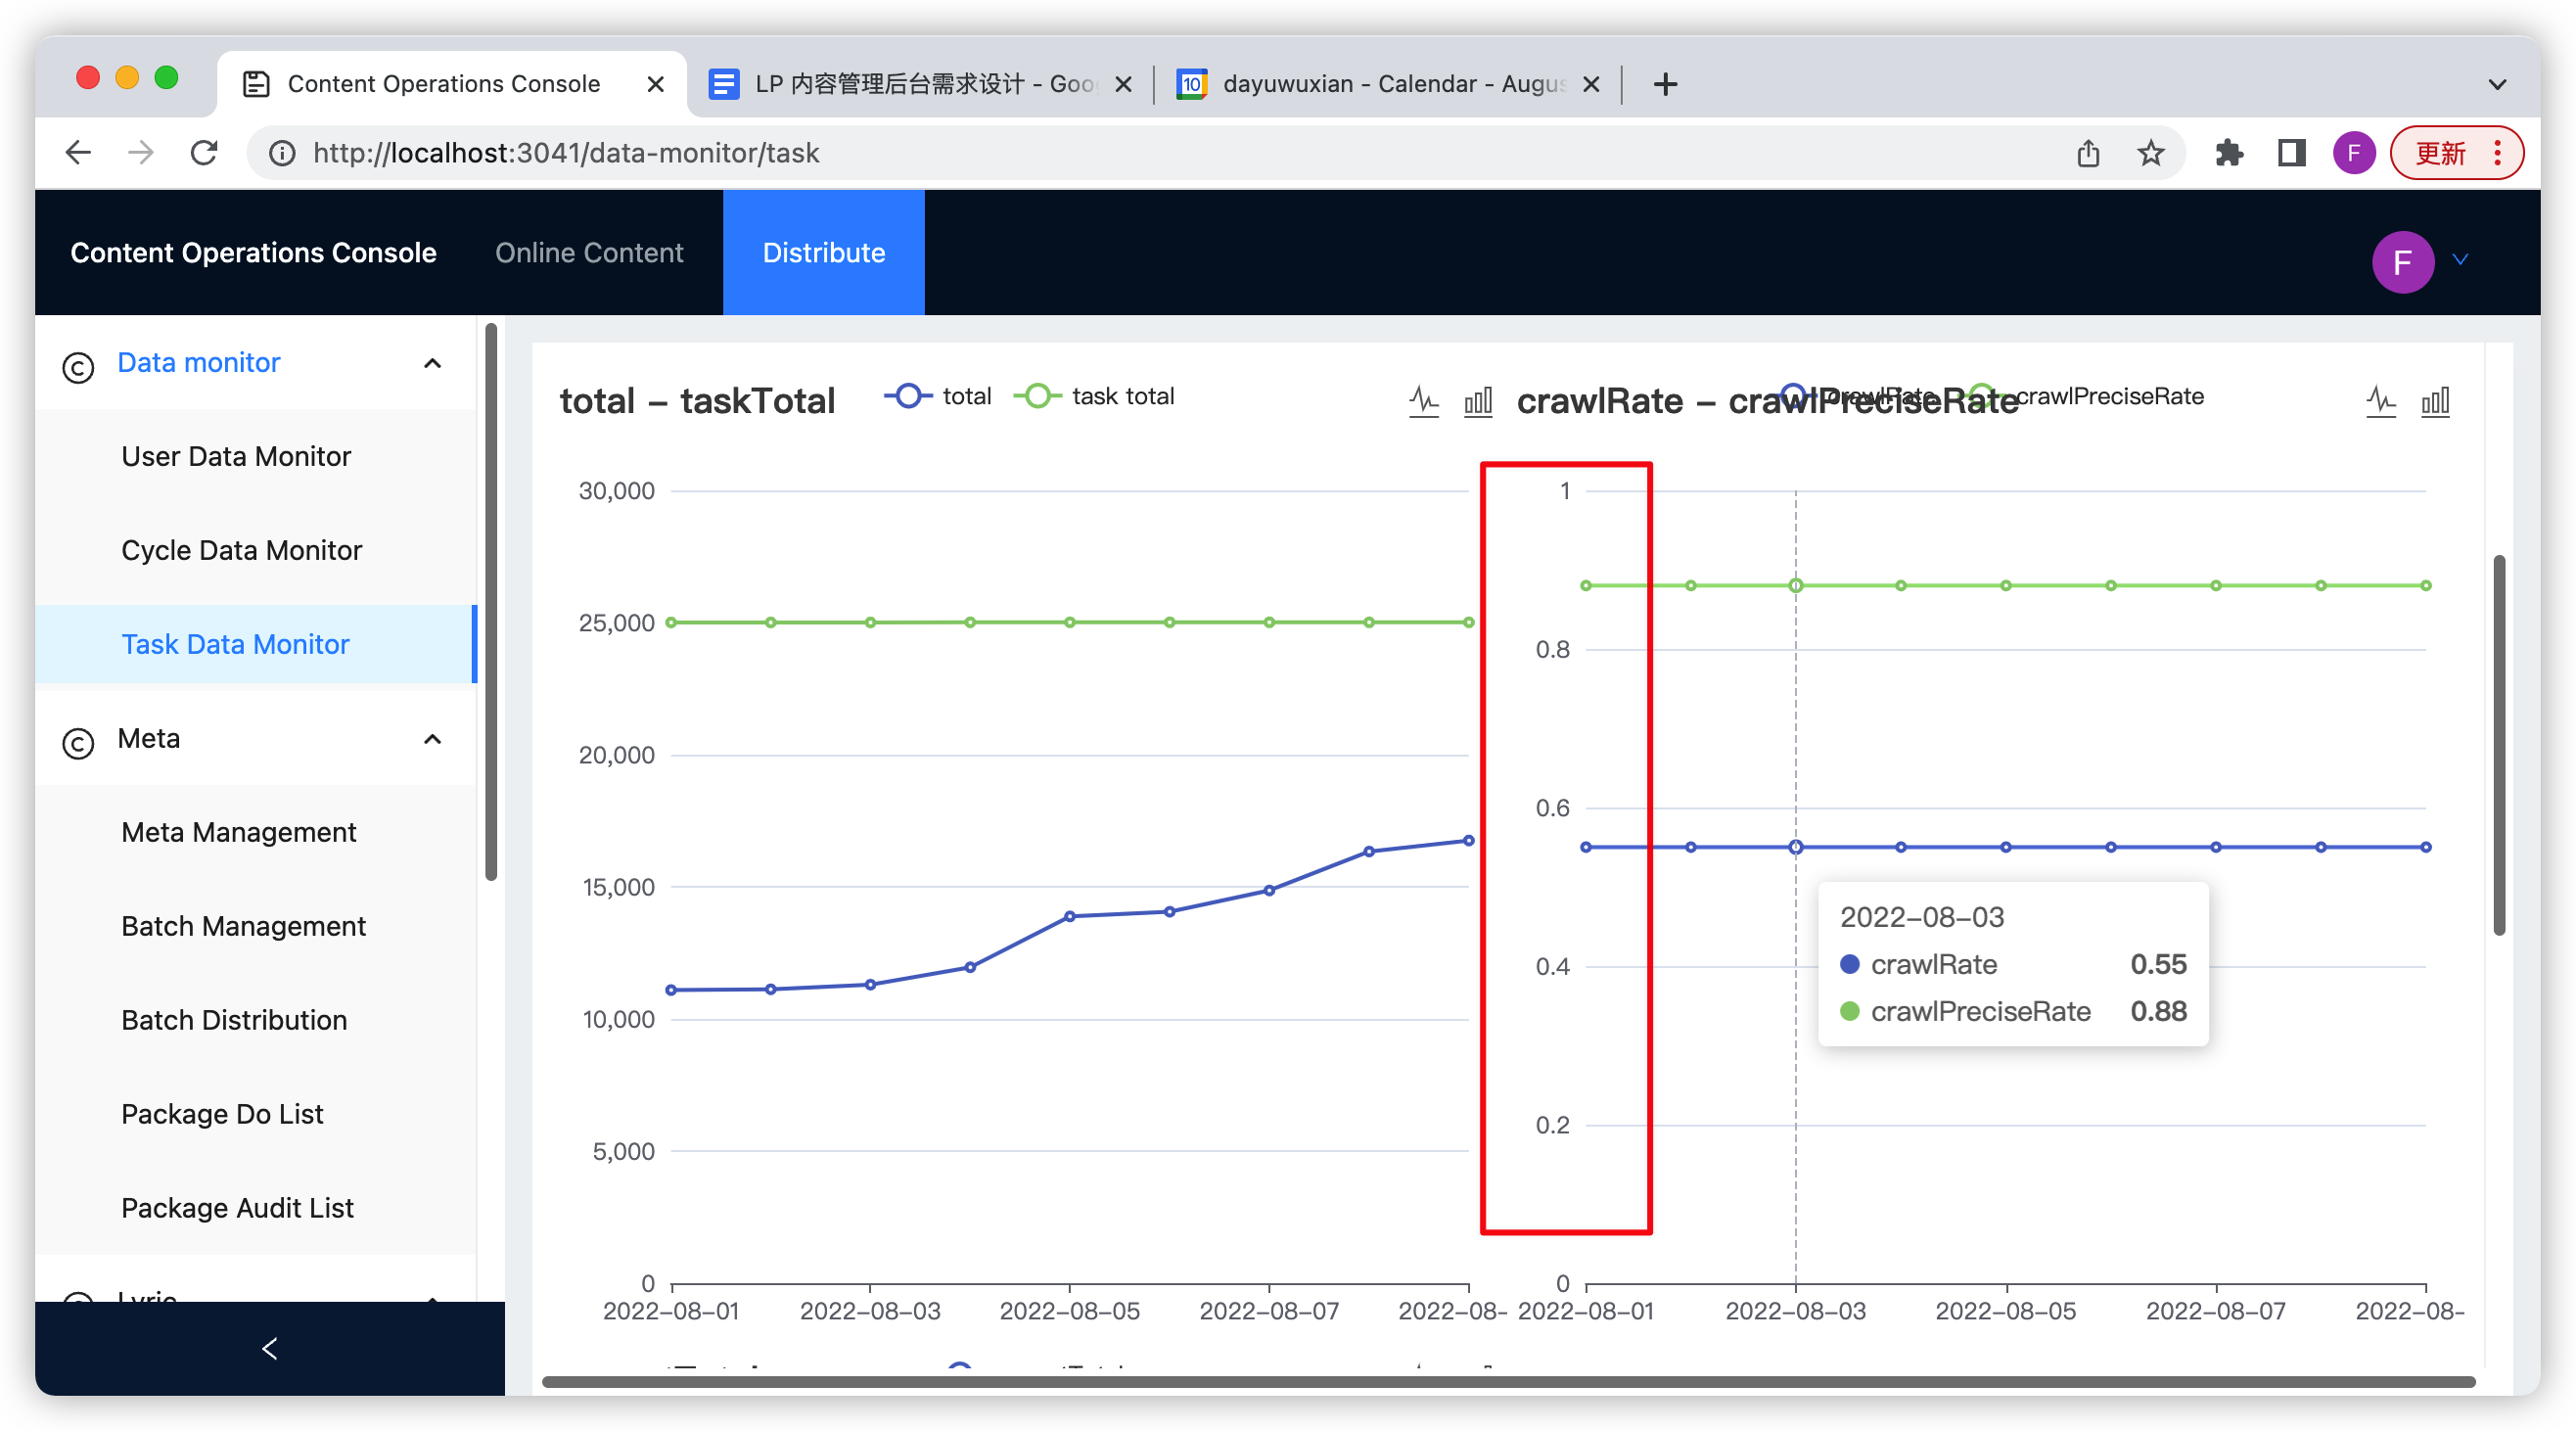 Content Operations Console
LP 内容管理后台需求设计 - Goo
dayuwuxian - Calendar - Augus
10
http://localhost:3041/data-monitor/task
F
更新
Content Operations Console
Online Content
Distribute
F
Data monitor
User Data Monitor
Cycle Data Monitor
Task Data Monitor
Meta
Meta Management
Batch Management
Batch Distribution
Package Do List
Package Audit List
Lyric
total – taskTotal
total
task total
30,000
25,000
20,000
15,000
10,000
5,000
0
2022-08-01
2022-08-03
2022-08-05
2022-08-07
2022-08-
crawlRate – crawlPreciseRate
crawlRate
crawlPreciseRate
1
0.8
0.6
0.4
0.2
0
2022-08-01
2022-08-03
2022-08-05
2022-08-07
2022-08-
2022-08-03
crawlRate 0.55
crawlPreciseRate 0.88